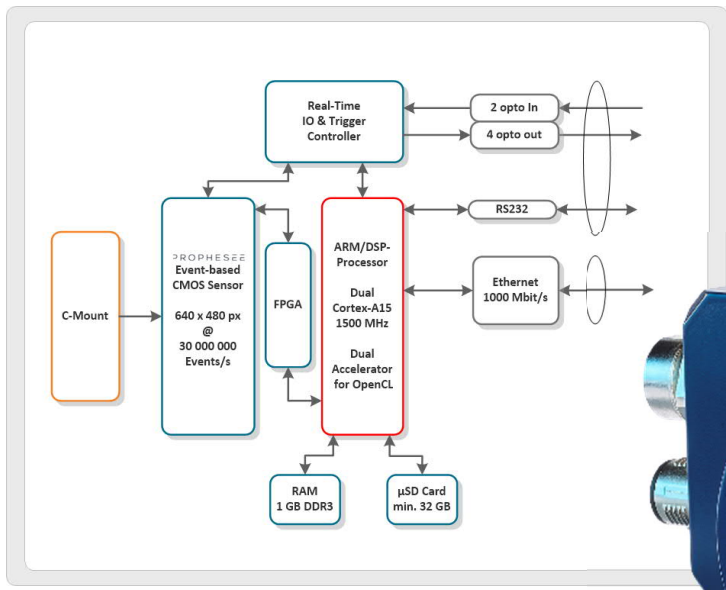 Real-Time
IO & Trigger
Controller
2 opto In
4 opto out
RS232
Ethernet
1000 Mbit/s
C-Mount
PROPHESEE
Event-based
CMOS Sensor
640 x 480 px
@
30 000 000
Events/s
FPGA
ARM/DSP-
Processor
Dual
Cortex-A15
1500 MHz
Dual
Accelerator
for OpenCL
RAM
1 GB DDR3
µSD Card
min. 32 GB